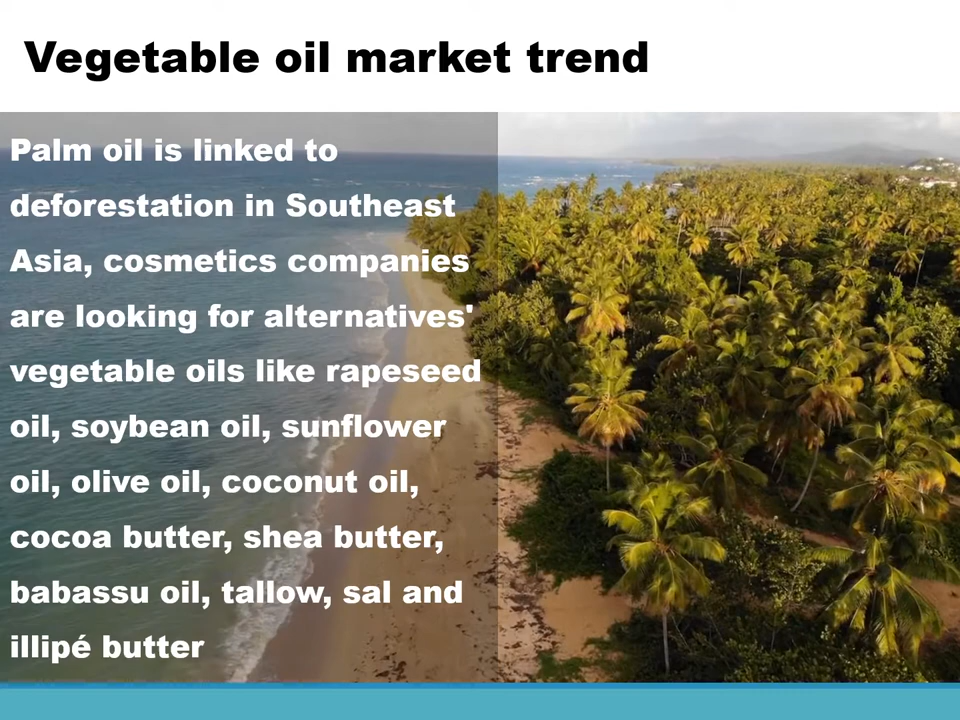 Vegetable oil market trend
Palm oil is linked to
deforestation in Southeast
Asia, cosmetics companies
are looking for alternatives'
vegetable oils like rapeseed
oil, soybean oil, sunflower
oil, olive oil, coconut oil,
cocoa butter, shea butter,
babassu oil, tallow, sal and
illipé butter